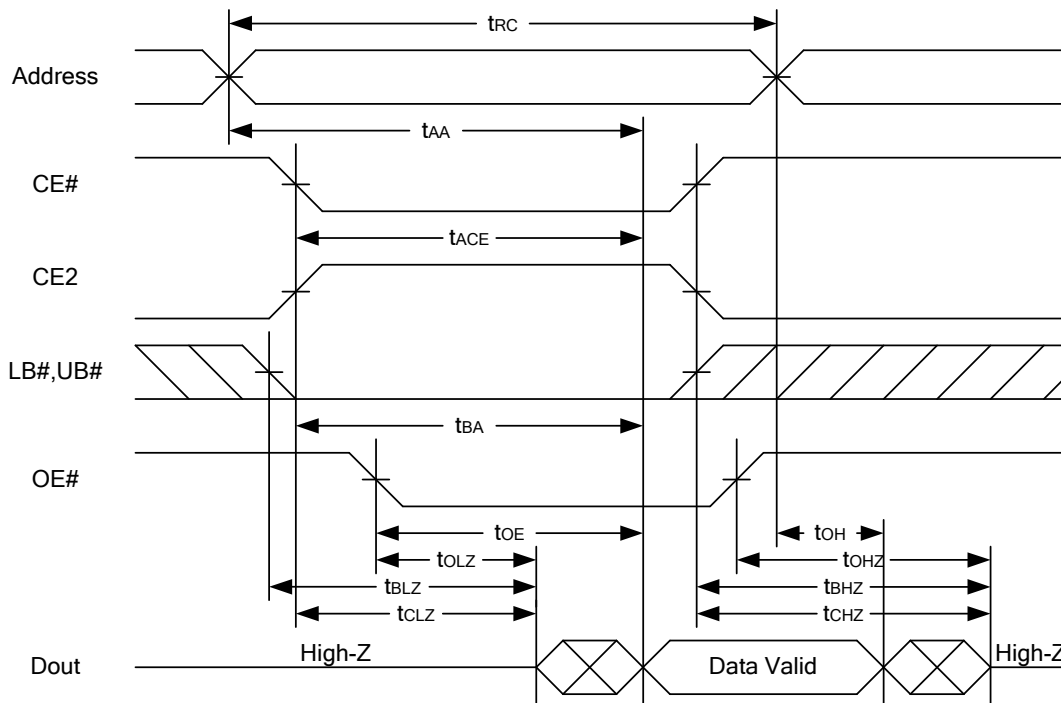 tRC
Address
tAA
CE#
tACE
CE2
LB#,UB#
tBA
OE#
tOE
tOH
tOLZ
tOHZ
tBLZ
tBHZ
tCLZ
tCHZ
High-Z
High-Z
Dout
Data Valid